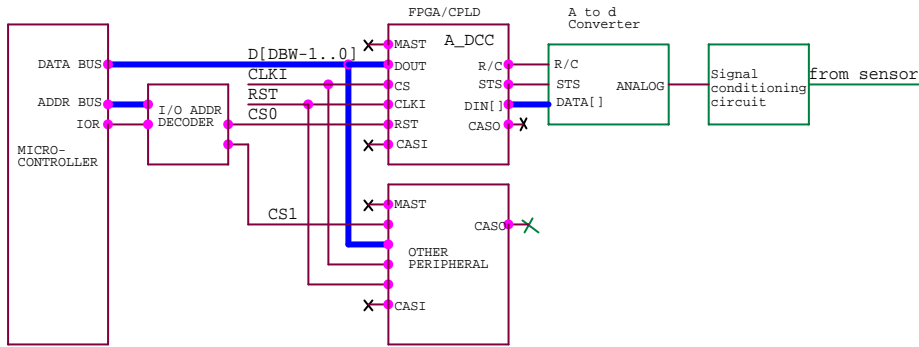 FPGA/CPLD
A to d
Converter
MAST
A_DCC
D[DBW-1..0]
DATA BUS
DOUT
R/C
R/C
CLKI
CS
STS
STS
ANALOG
Signal
conditioning
circuit
from sensor
RST
ADDR BUS
I/O ADDR
DECODER
CLKI
DIN[]
DATA[]
CS0
IOR
RST
CASO
MICRO-
CONTROLLER
CASI
MAST
CS1
CASO
OTHER
PERIPHERAL
CASI